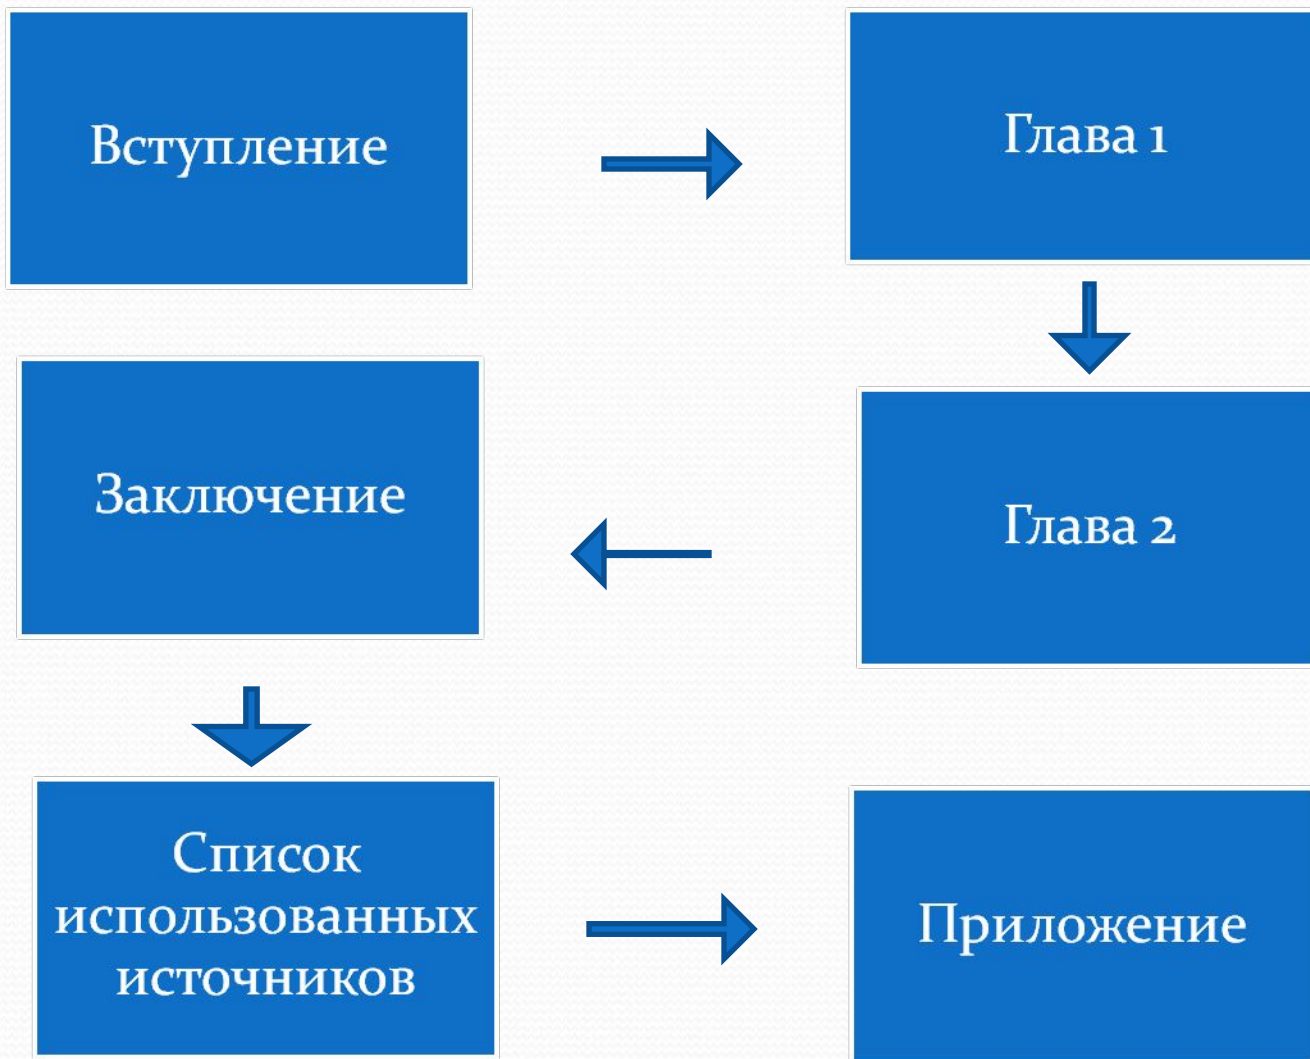 Вступление
Глава 1
Глава 2
Заключение
Список
использованных
источников
Приложение